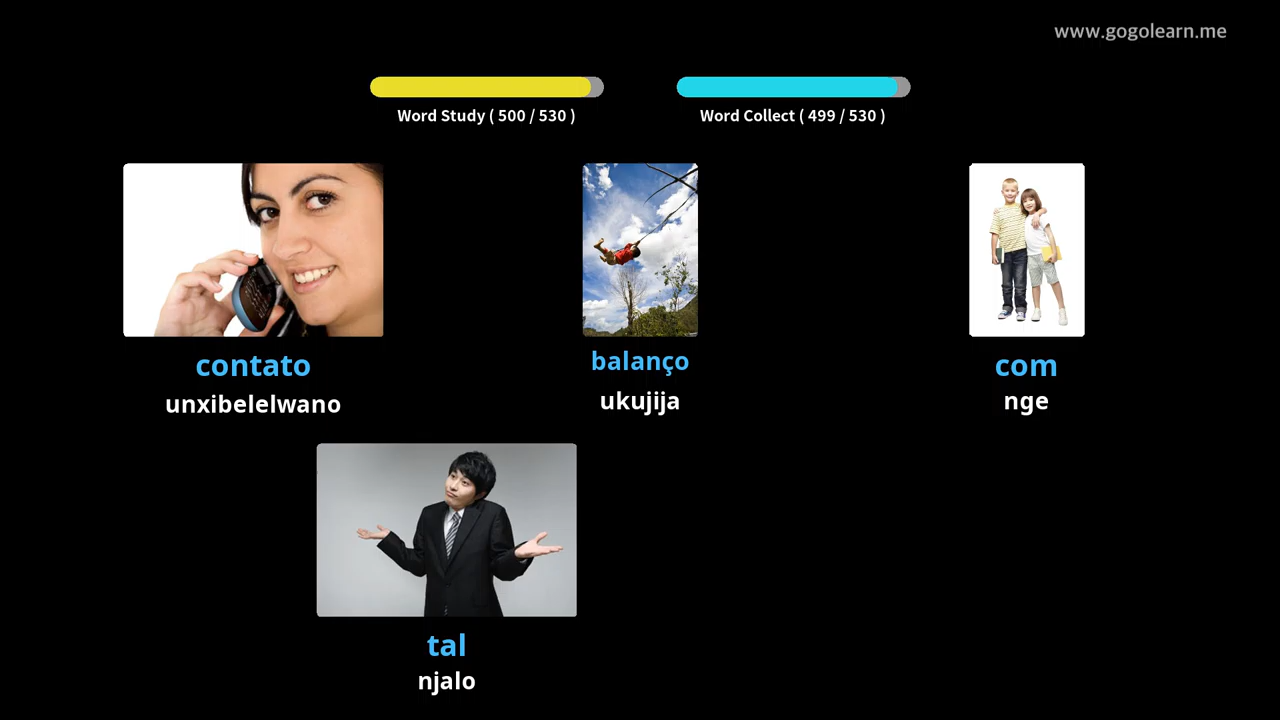 www.gogolearn.me
Word Study ( 500 / 530 )
Word Collect ( 499 / 530 )
contato
unxibelelwano
balanço
ukujija
com
nge
tal
njalo